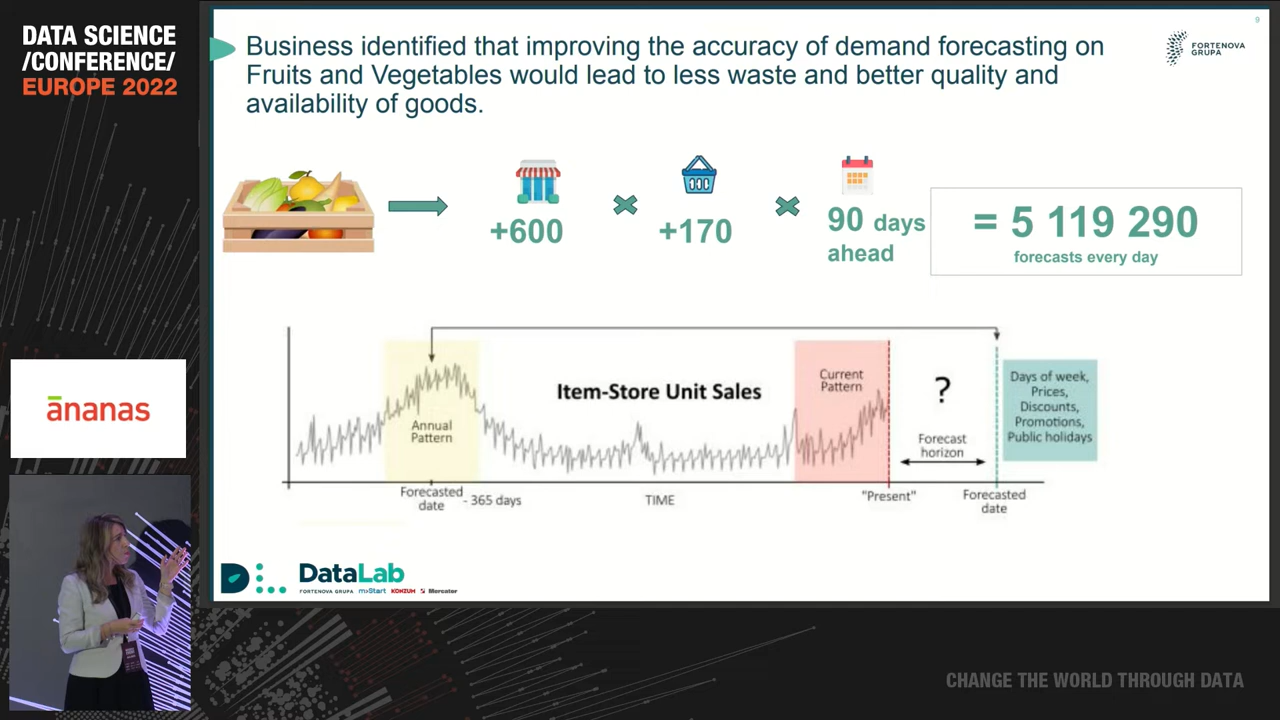 DATA SCIENCE
/CONFERENCE/
EUROPE 2022
9
Business identified that improving the accuracy of demand forecasting on
Fruits and Vegetables would lead to less waste and better quality and
availability of goods.
FORTENOVA
GRUPA
+600
+170
90 days
ahead
= 5 119 290
forecasts every day
Item-Store Unit Sales
Annual
Pattern
Current
Pattern
?
Forecast
horizon
Days of week,
Prices,
Discounts,
Promotions,
Public holidays
Forecasted
date
- 365 days
TIME
"Present"
Forecasted
date
ānanas
DataLab
FORTENOVA GRUPA mStart KONZUM Mercator
CHANGE THE WORLD THROUGH DATA